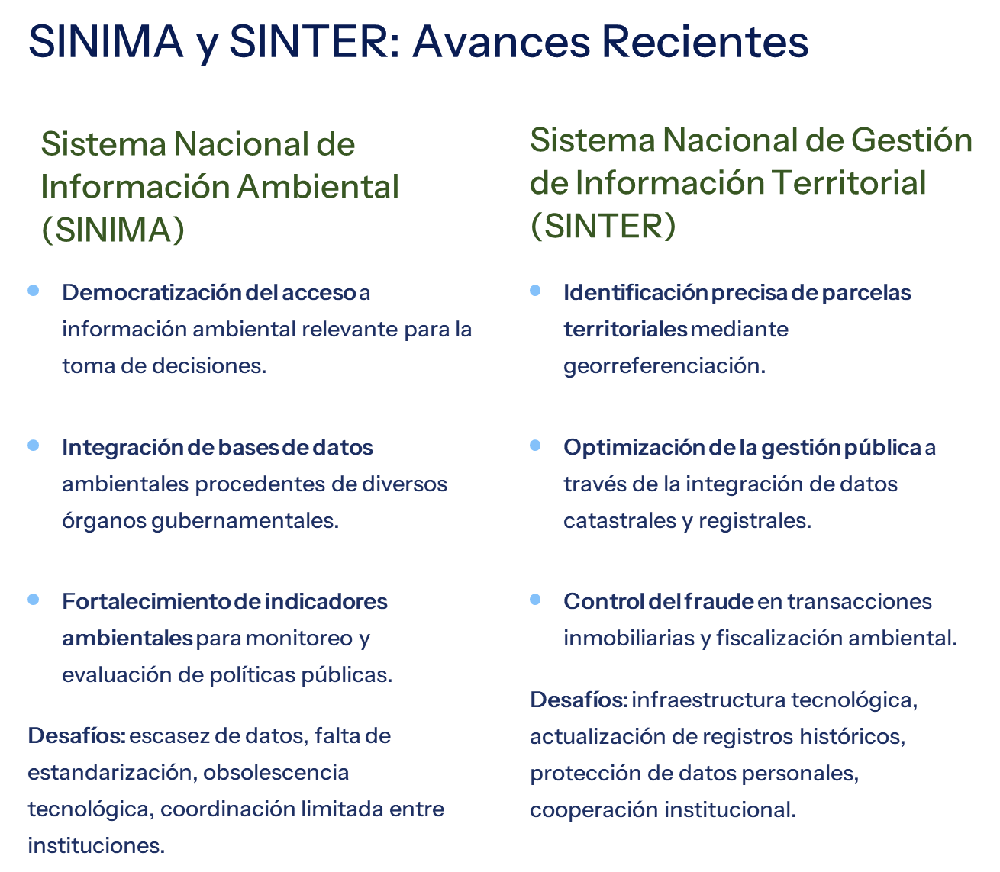 SINIMA y SINTER: Avances Recientes
Sistema Nacional de
Información Ambiental
(SINIMA)
Democratización del acceso a
información ambiental relevante para la
toma de decisiones.
Integración de bases de datos
ambientales procedentes de diversos
órganos gubernamentales.
Fortalecimiento de indicadores
ambientales para monitoreo y
evaluación de políticas públicas.
Desafíos: escasez de datos, falta de
estandarización, obsolescencia
tecnológica, coordinación limitada entre
instituciones.
Sistema Nacional de Gestión
de Información Territorial
(SINTER)
Identificación precisa de parcelas
territoriales mediante
georreferenciación.
Optimización de la gestión pública a
través de la integración de datos
catastrales y registrales.
Control del fraude en transacciones
inmobiliarias y fiscalización ambiental.
Desafíos: infraestructura tecnológica,
actualización de registros históricos,
protección de datos personales,
cooperación institucional.